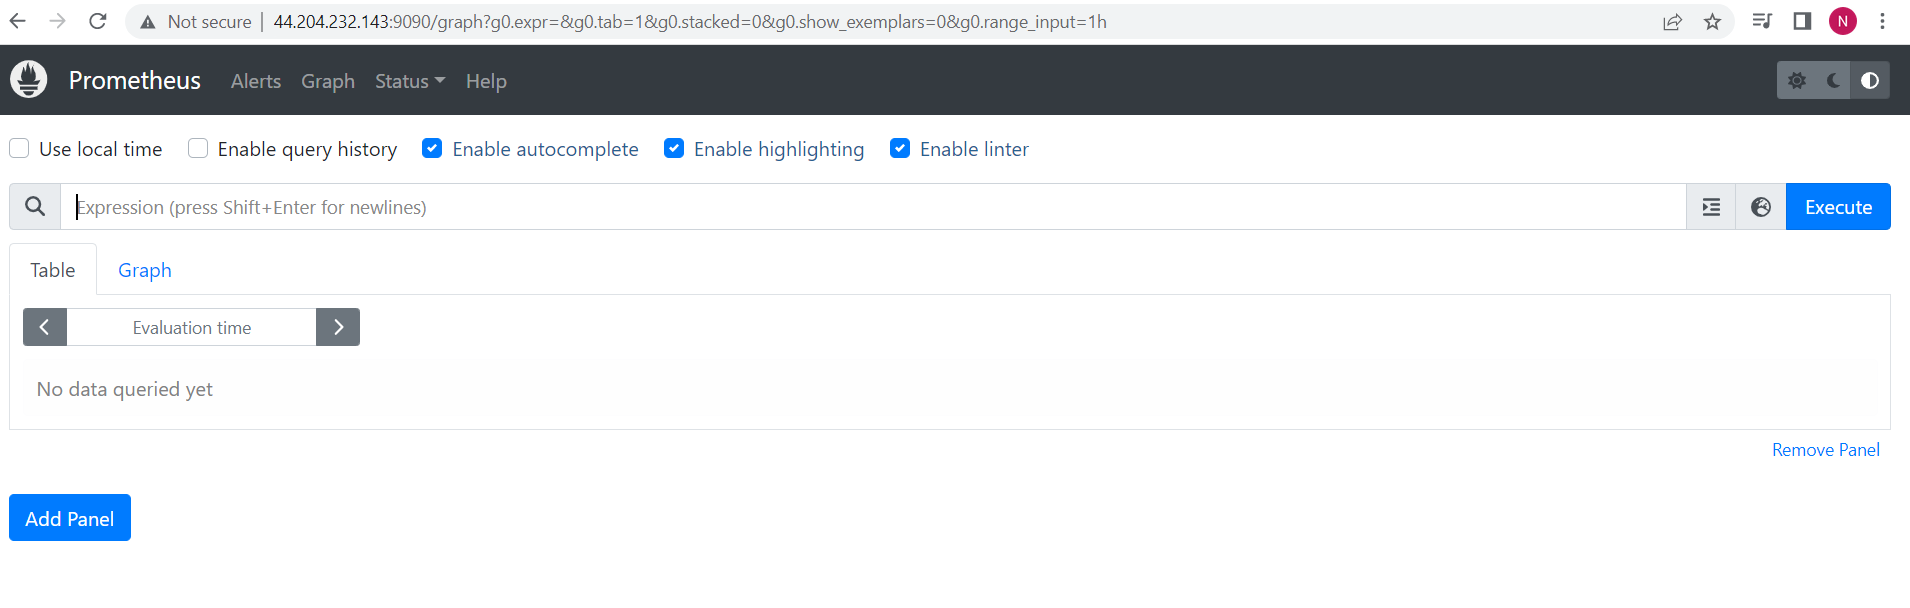 Not secure | 44.204.232.143:9090/graph?g0.expr=&g0.tab=1&g0.stacked=0&g0.show_exemplars=0&g0.range_input=1h
N
Prometheus Alerts Graph Status Help
Use local time Enable query history Enable autocomplete Enable highlighting Enable linter
Expression (press Shift+Enter for newlines)
Execute
Table Graph
Evaluation time
No data queried yet
Remove Panel
Add Panel